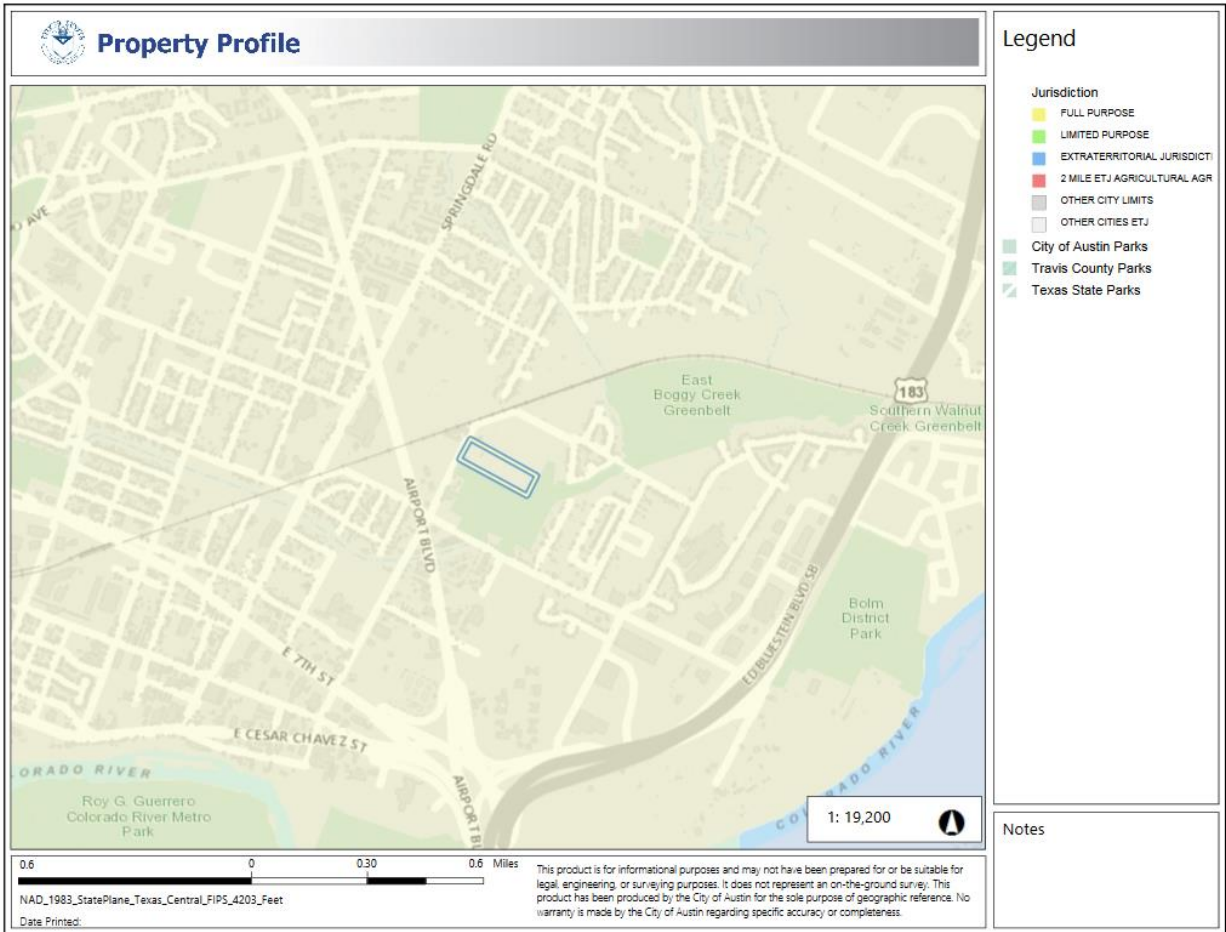 Property Profile
SPRINGDALE RD
AVE
East
Boggy Creek
Greenbelt
183
Southern Walnut
Creek Greenbelt
AIRPORT BLVD
ED BLUESTEIN BLVD SB
Bolm
District
Park
E 7TH ST
E CESAR CHAVEZ ST
ORADO RIVER
Roy G. Guerrero
Colorado River Metro
Park
AIRPORT BL
COLORADO RIVER
1: 19,200
0.6 0 0.30 0.6 Miles
NAD_1983_StatePlane_Texas_Central_FIPS_4203_Feet
Date Printed:
This product is for informational purposes and may not have been prepared for or be suitable for
legal, engineering, or surveying purposes. It does not represent an on-the-ground survey. This
product has been produced by the City of Austin for the sole purpose of geographic reference. No
warranty is made by the City of Austin regarding specific accuracy or completeness.
Legend
Jurisdiction
FULL PURPOSE
LIMITED PURPOSE
EXTRATERRITORIAL JURISDICTI
2 MILE ETJ AGRICULTURAL AGR
OTHER CITY LIMITS
OTHER CITIES ETJ
City of Austin Parks
Travis County Parks
Texas State Parks
Notes